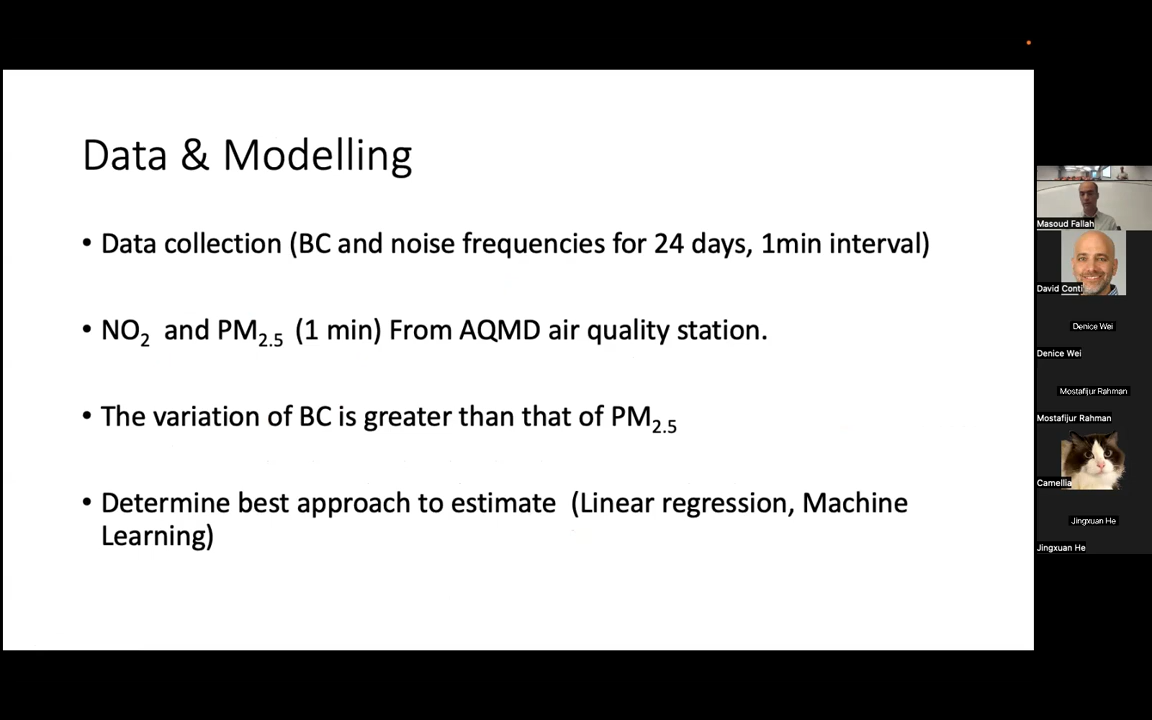 Data & Modelling
• Data collection (BC and noise frequencies for 24 days, 1min interval)
• NO2 and PM2.5 (1 min) From AQMD air quality station.
• The variation of BC is greater than that of PM2.5
• Determine best approach to estimate (Linear regression, Machine
Learning)
Masoud Fallah
David Conti
Denice Wei
Denice Wei
Mostafijur Rahman
Mostafijur Rahman
Camellia
Jingxuan He
Jingxuan He